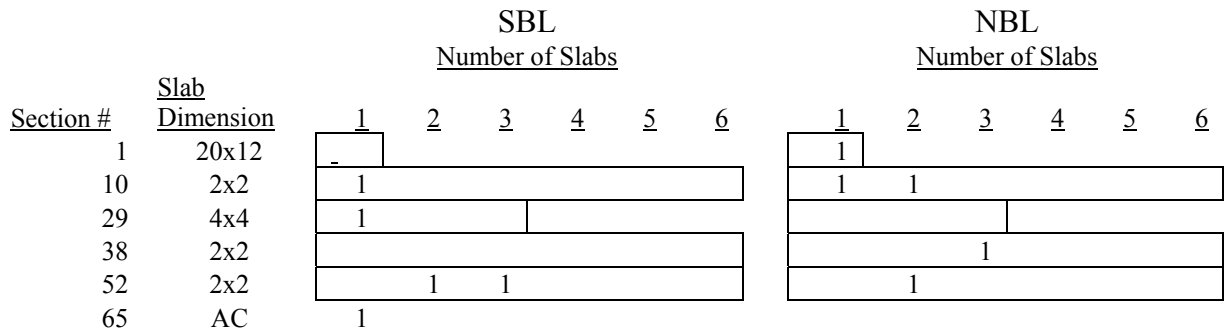 SBL NBL
Number of Slabs Number of Slabs
Slab
Section # Dimension 1 2 3 4 5 6 1 2 3 4 5 6
1 20x12 - 1
10 2x2 1 1 1
29 4x4 1
38 2x2 1
52 2x2 1 1 1
65 AC 1